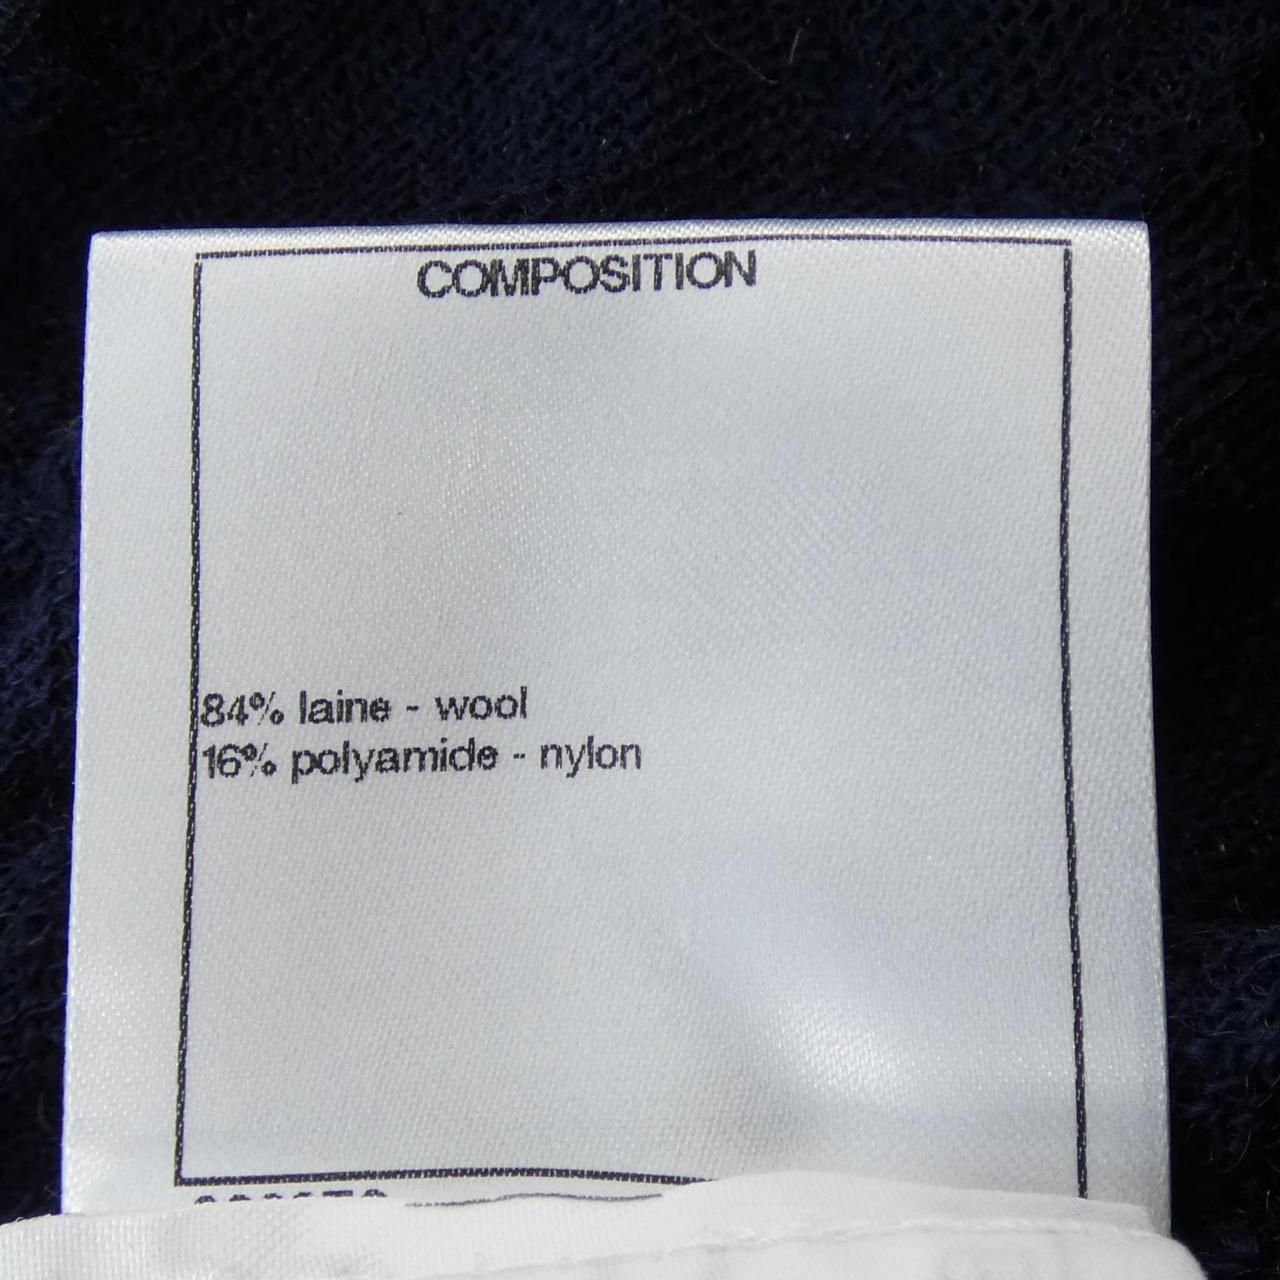 COMPOSITION
84% laine - wool
16% polyamide - nylon